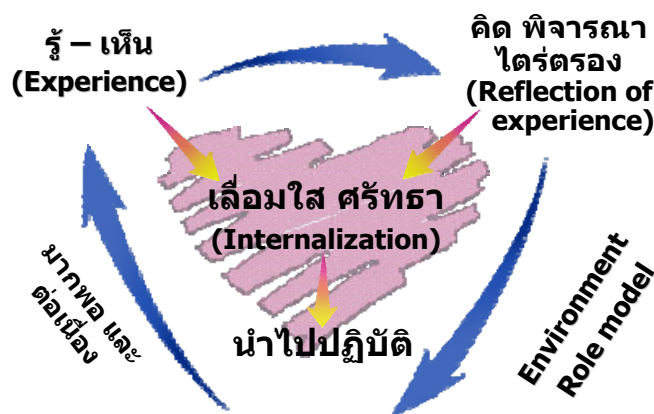 รู้ – เห็น
(Experience)
คิด พิจารณา
ไตร่ตรอง
(Reflection of
experience)
เลื่อมใส ศรัทธา
(Internalization)
นำไปปฏิบัติ
มากพอ และ
ต่อเนื่อง
Environment
Role model